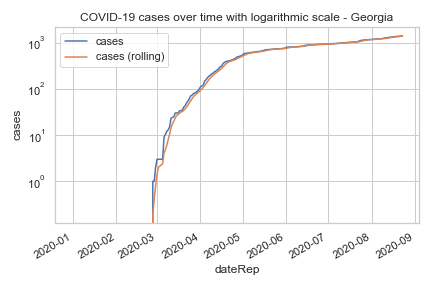 COVID-19 cases over time with logarithmic scale - Georgia
cases
cases (rolling)
10³
10²
10¹
10⁰
cases
2020-01
2020-02
2020-03
2020-04
2020-05
2020-06
2020-07
2020-08
2020-09
dateRep